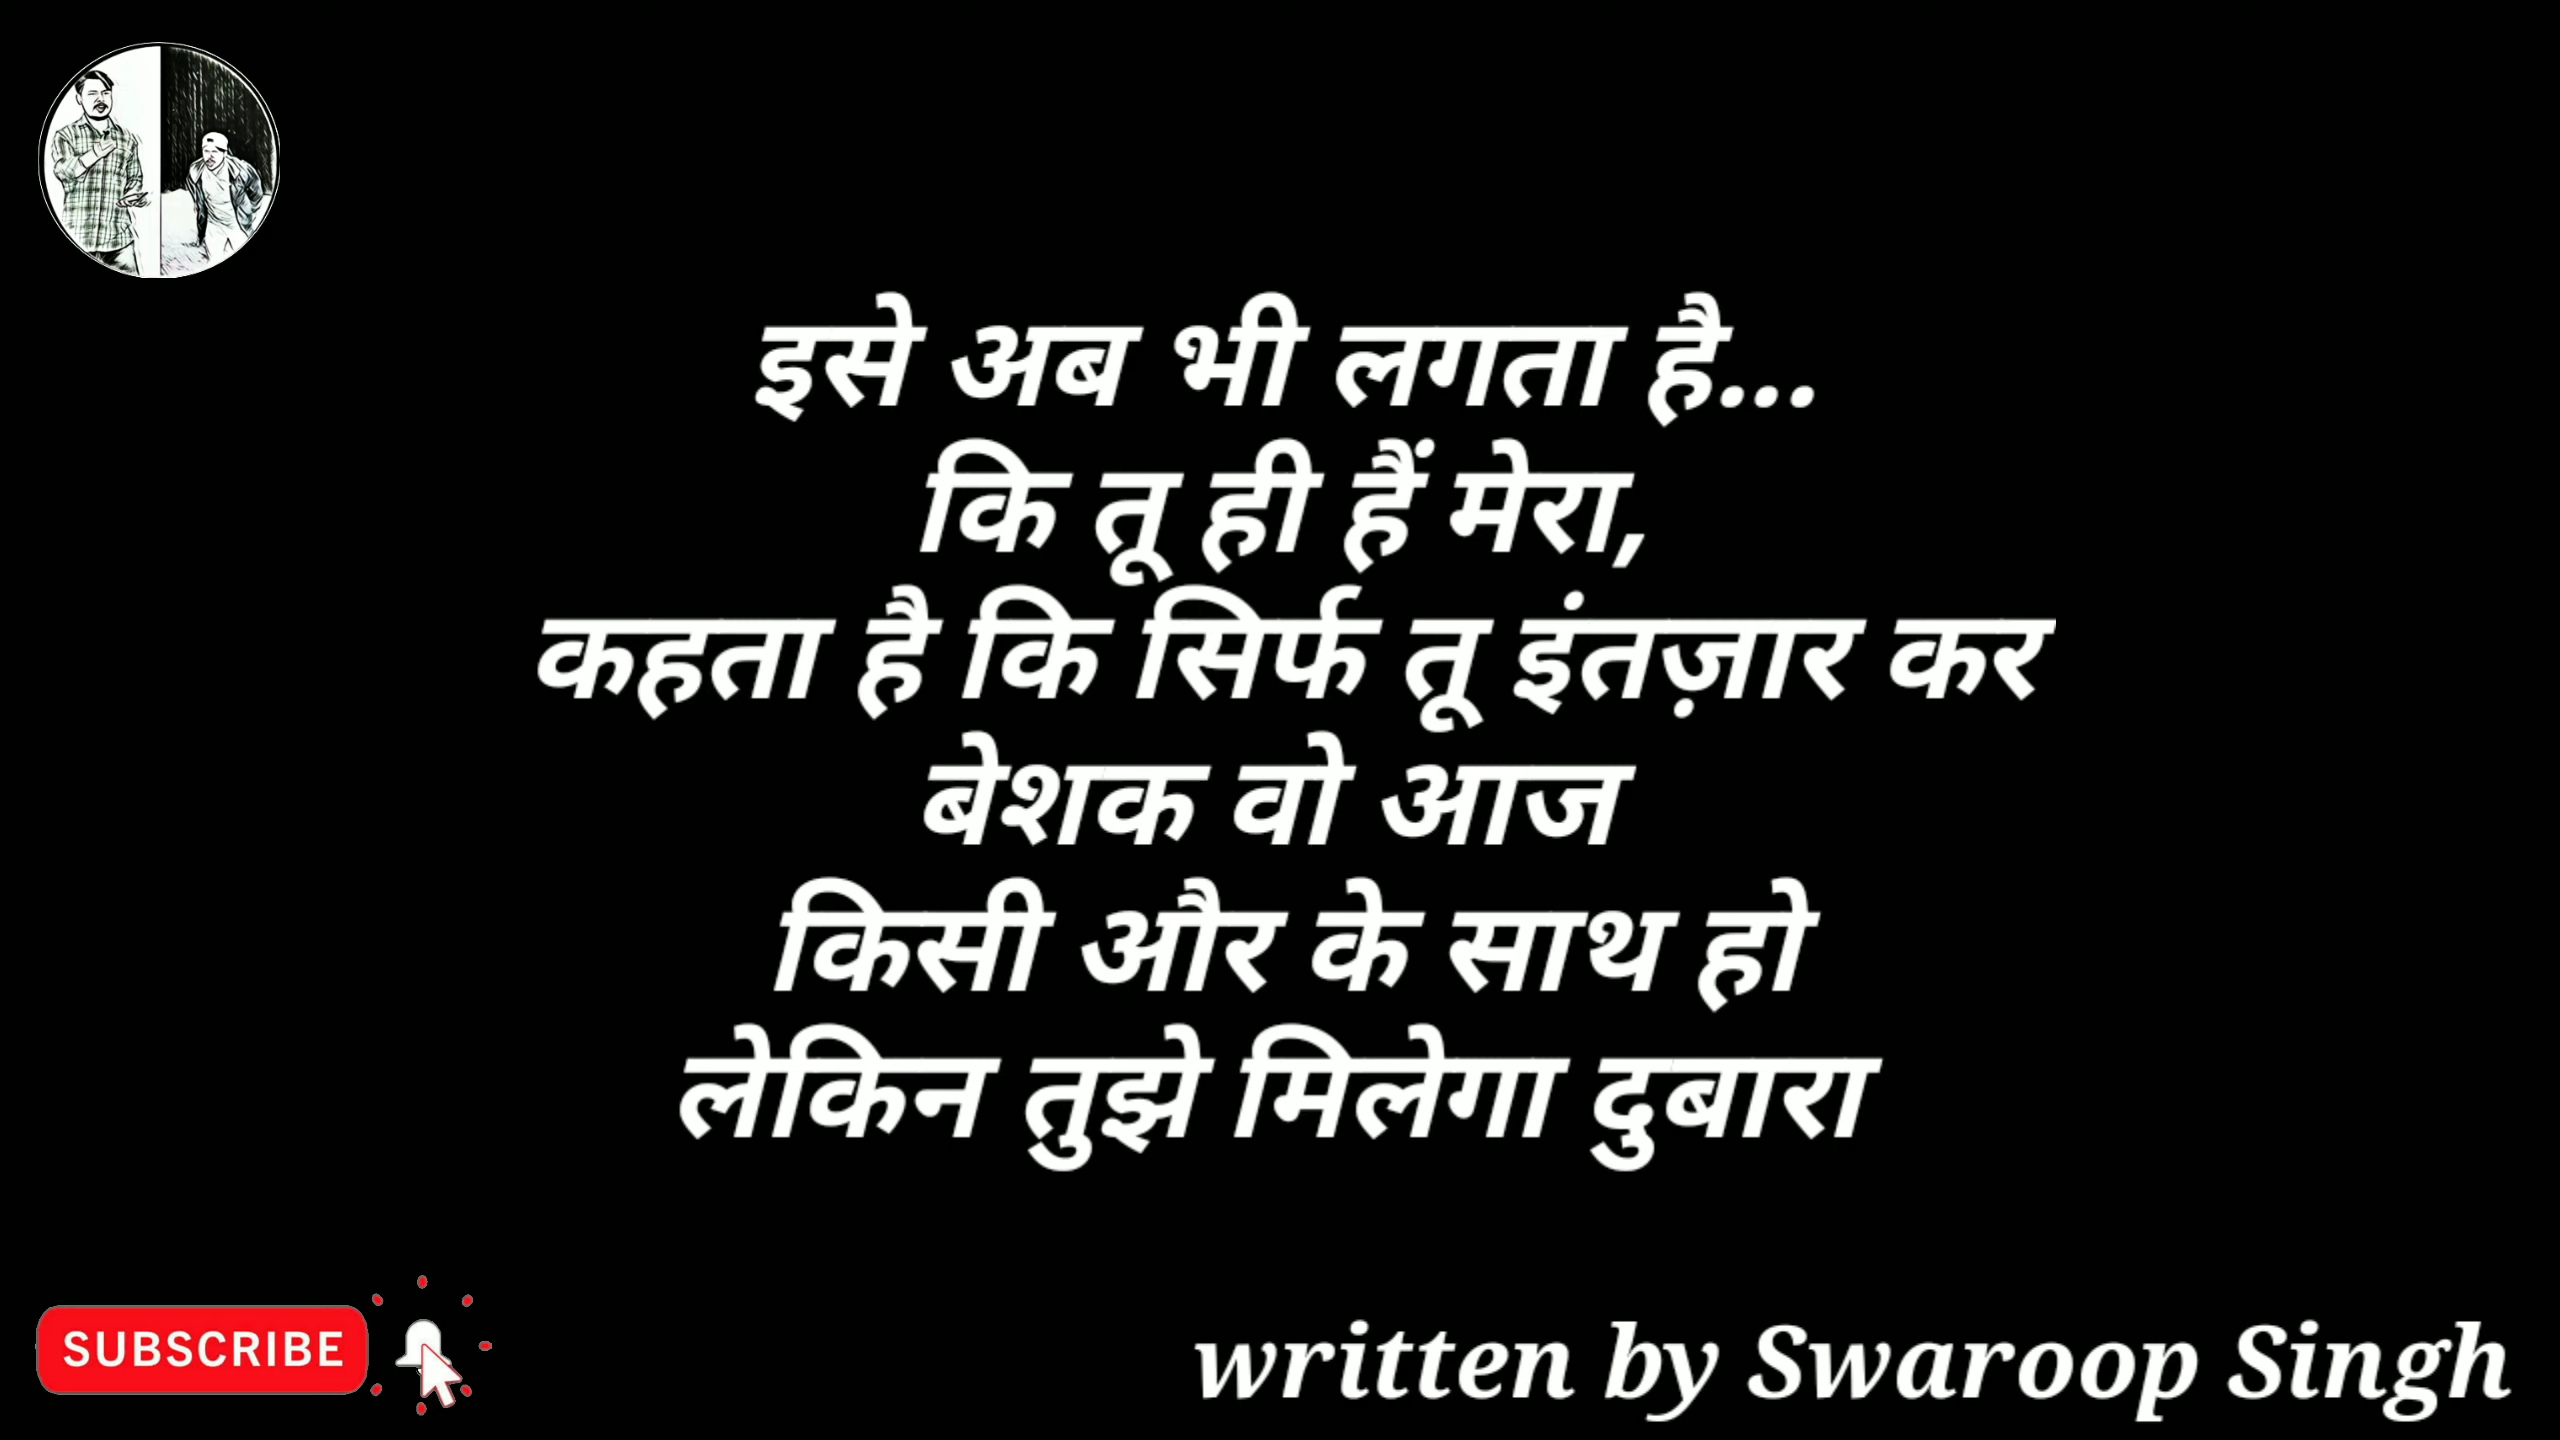 इसे अब भी लगता है...
कि तू ही हैं मेरा,
कहता है कि सिर्फ तू इंतज़ार कर
बेशक वो आज
किसी और के साथ हो
लेकिन तुझे मिलेगा दुबारा
SUBSCRIBE
written by Swaroop Singh